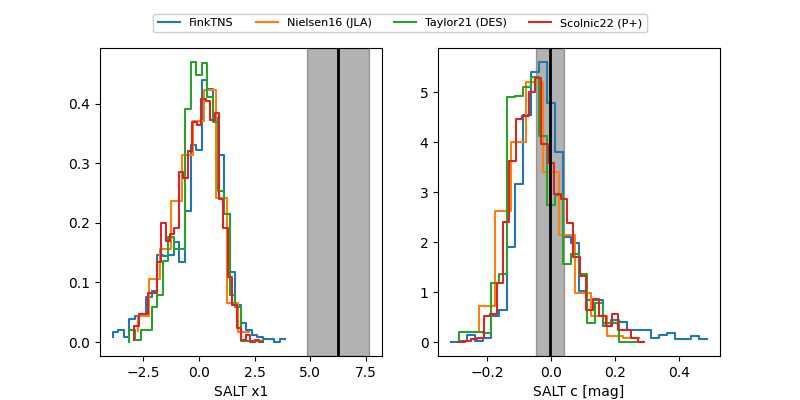 FinkTNS Nielsen16 (JLA) Taylor21 (DES) Scolnic22 (P+)
0.4
0.3
0.2
0.1
0.0
−2.5 0.0 2.5 5.0 7.5
SALT x1
5
4
3
2
1
0
−0.2 0.0 0.2 0.4
SALT c [mag]